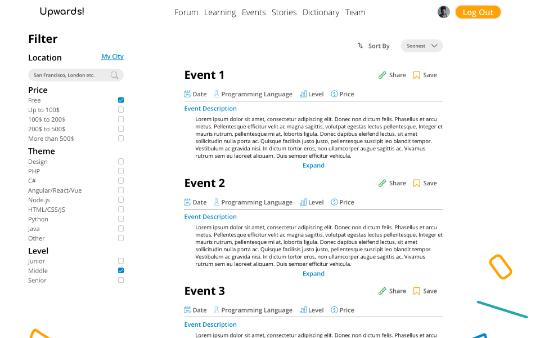 Upwards!
Forum Learning Events Stories Dictionary Team
Log Out
Filter
Location My City
San Francisco, London etc.
Price
Free
Up to 100$
100$ to 200$
200$ to 500$
More than 500$
Theme
Design
PHP
C#
Angular/React/Vue
Node.js
HTML/CSS/JS
Python
Java
Other
Level
Junior
Middle
Senior
Sort By Soonest
Event 1 Share Save
Date Programming Language Level Price
Event Description
Lorem ipsum dolor sit amet, consectetur adipiscing elit. Donec non dictum felis. Phasellus et arcu
metus. Pellentesque efficitur ac magna sagittis, volutpat egestas lectus pellentesque. Integer et
mauris rutrum, pellentesque mi at, lobortis ligula. Donec dapibus eleifend lectus, sit amet
sollicitudin nulla porta ac. Quisque facilisis justo justo, pellentesque suscipit leo blandit tempor.
Vestibulum ac gravida nisl. In dictum tortor eros, non ullamcorper augue sagittis ac. Vivamus
rutrum sem eu laoreet aliquam. Duis semper efficitur vehicula.
Expand
Event 2 Share Save
Date Programming Language Level Price
Event Description
Lorem ipsum dolor sit amet, consectetur adipiscing elit. Donec non dictum felis. Phasellus et arcu
metus. Pellentesque efficitur ac magna sagittis, volutpat egestas lectus pellentesque. Integer et
mauris rutrum, pellentesque mi at, lobortis ligula. Donec dapibus eleifend lectus, sit amet
sollicitudin nulla porta ac. Quisque facilisis justo justo, pellentesque suscipit leo blandit tempor.
Vestibulum ac gravida nisl. In dictum tortor eros, non ullamcorper augue sagittis ac. Vivamus
rutrum sem eu laoreet aliquam. Duis semper efficitur vehicula.
Expand
Event 3 Share Save
Date Programming Language Level Price
Event Description
Lorem ipsum dolor sit amet, consectetur adipiscing elit. Donec non dictum felis. Phasellus et arcu